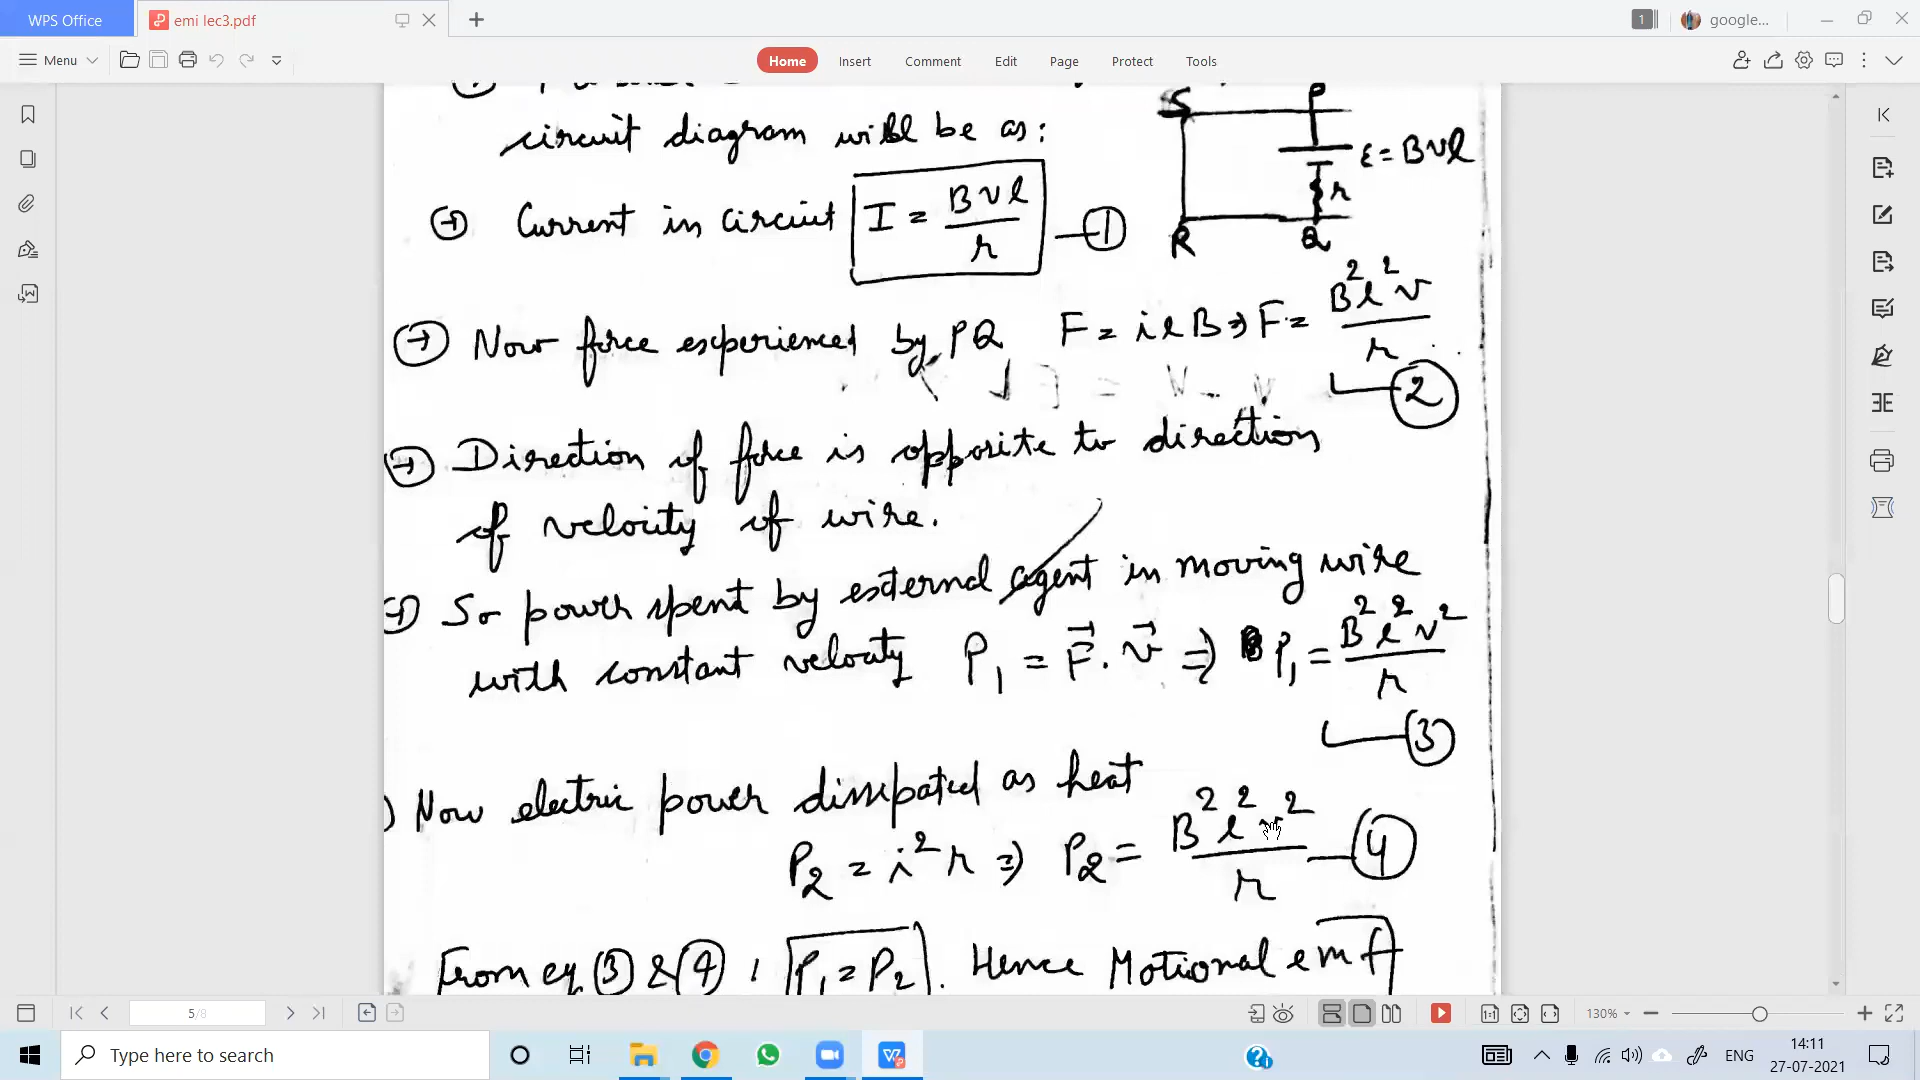 WPS Office
emi lec3.pdf
1
google...
Menu
Home
Insert
Comment
Edit
Page
Protect
Tools
circuit diagram will be as:
S P
ε = Bvl
r
R Q
→ Current in circuit I = Bvl/r —①
→ Now force experienced by PQ F = ilB ⇒ F = B²l²v/r
②
→ Direction of force is opposite to direction
of velocity of wire.
→ So power spent by external agent in moving wire
with constant velocity P₁ = F⃗ . v⃗ ⇒ P₁ = B²l²v²/r
③
Now electric power dissipated as heat
P₂ = i²r ⇒ P₂ = B²l²v²/r —④
From eq ③ & ④ : P₁ = P₂ . Hence Motional emf
5/8
1:1
130%
Type here to search
ENG
14:11
27-07-2021